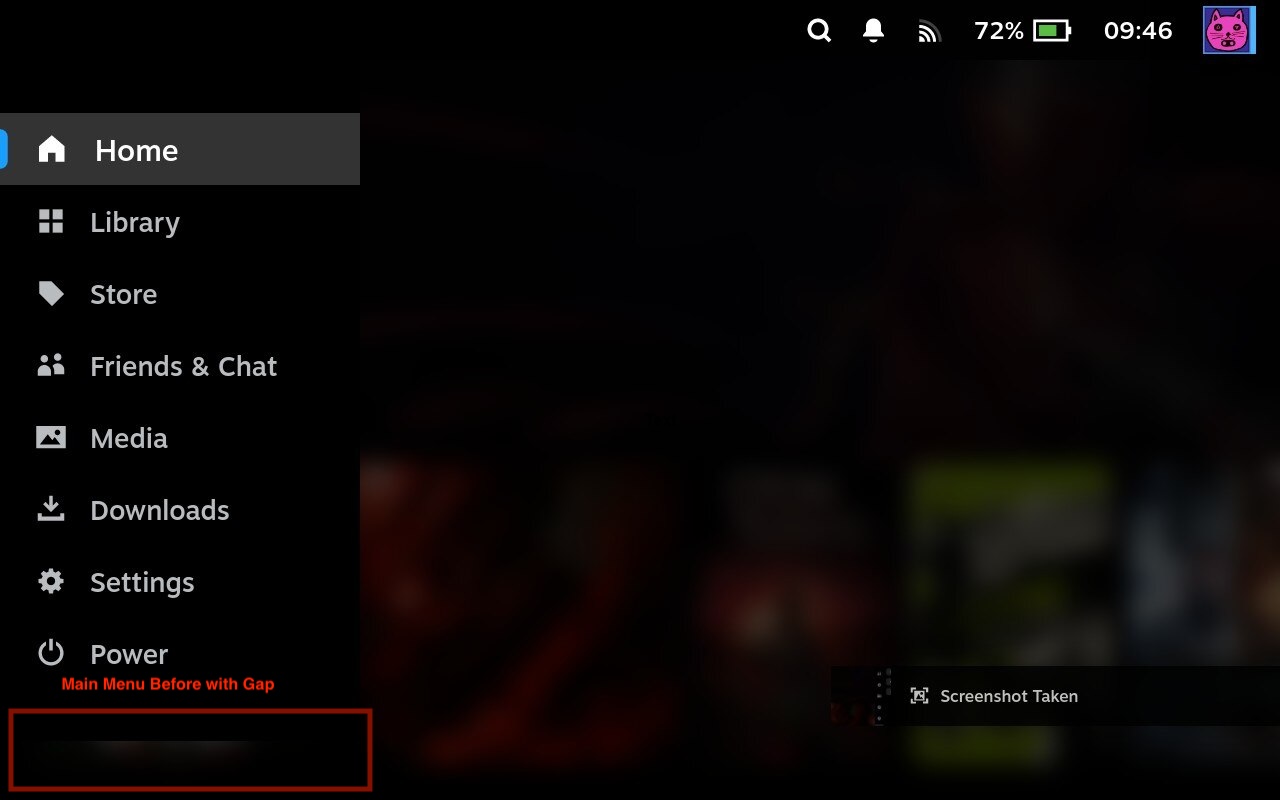 72%
09:46
Home
Library
Store
Friends & Chat
Media
Downloads
Settings
Power
Main Menu Before with Gap
Screenshot Taken